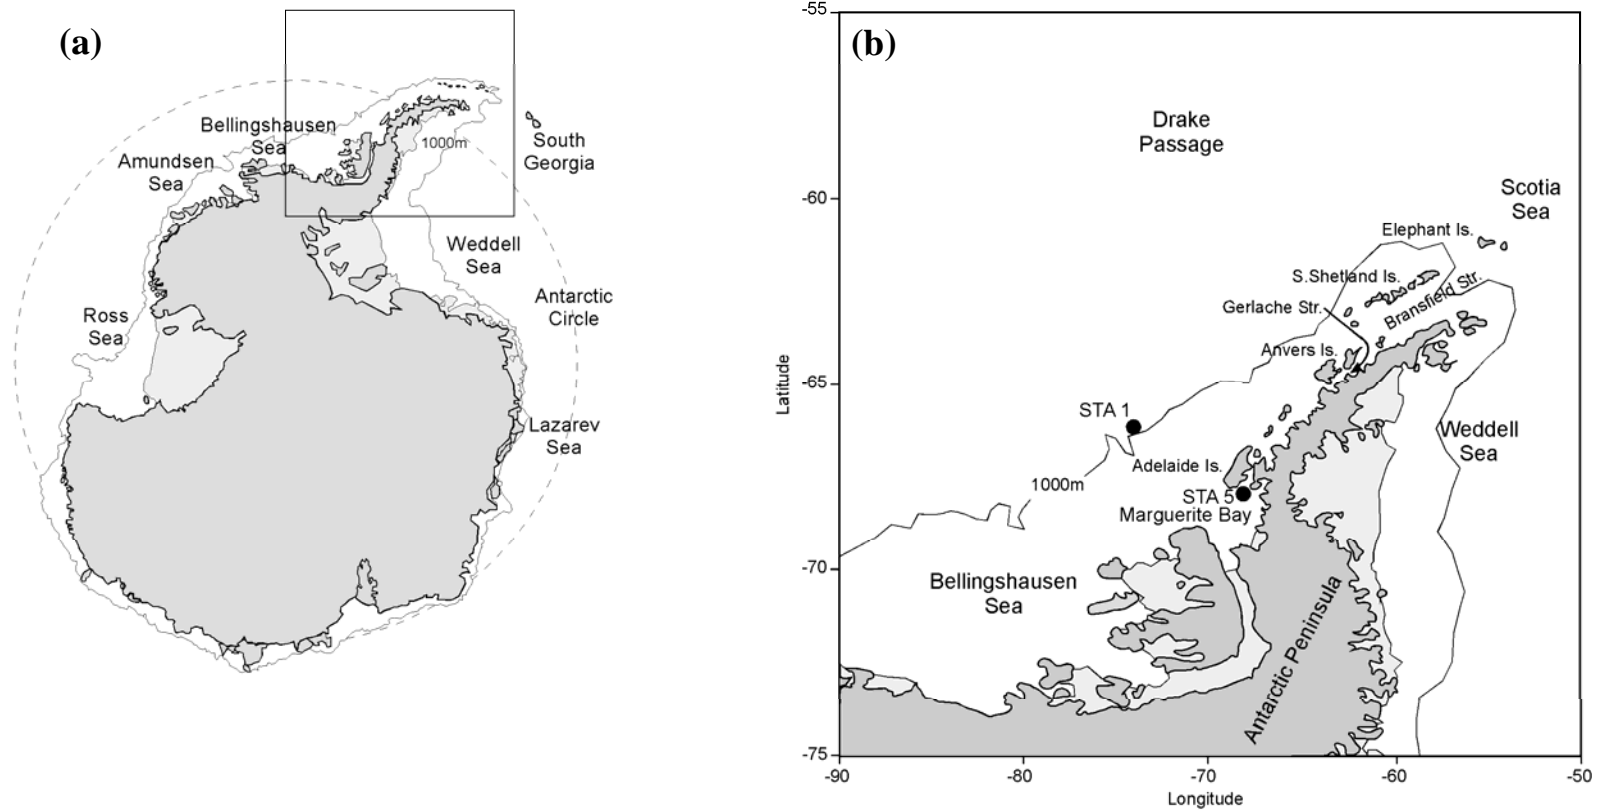 (a)
Bellingshausen
Sea
Amundsen
Sea
1000m
South
Georgia
Weddell
Sea
Antarctic
Circle
Ross
Sea
Lazarev
Sea
(b)
-55
-60
-65
-70
-75
Latitude
Drake
Passage
Scotia
Sea
Elephant Is.
S.Shetland Is.
Bransfield Str.
Gerlache Str.
Anvers Is.
STA 1
Adelaide Is.
1000m
STA 5
Marguerite Bay
Weddell
Sea
Bellingshausen
Sea
Antarctic Peninsula
-90
-80
-70
-60
-50
Longitude